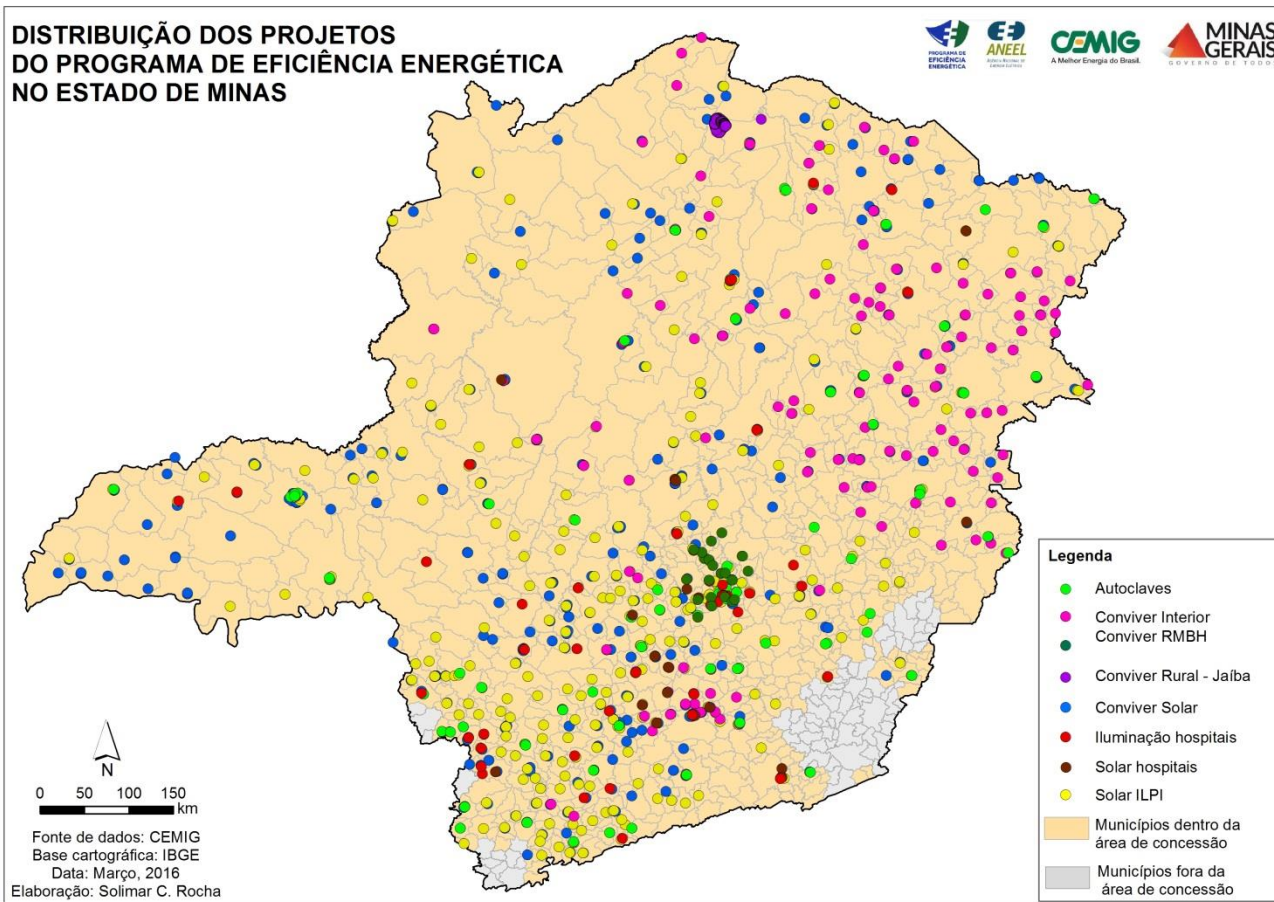 DISTRIBUIÇÃO DOS PROJETOS
DO PROGRAMA DE EFICIÊNCIA ENERGÉTICA
NO ESTADO DE MINAS
PROGRAMA DE
EFICIÊNCIA
ENERGÉTICA
ANEEL
CEMIG
A Melhor Energia do Brasil.
MINAS
GERAIS
GOVERNO DE TODOS
Legenda
Autoclaves
Conviver Interior
Conviver RMBH
Conviver Rural - Jaíba
Conviver Solar
Iluminação hospitais
Solar hospitais
Solar ILPI
Municípios dentro da
área de concessão
Municípios fora da
área de concessão
N
0 50 100 150
km
Fonte de dados: CEMIG
Base cartográfica: IBGE
Data: Março, 2016
Elaboração: Solimar C. Rocha